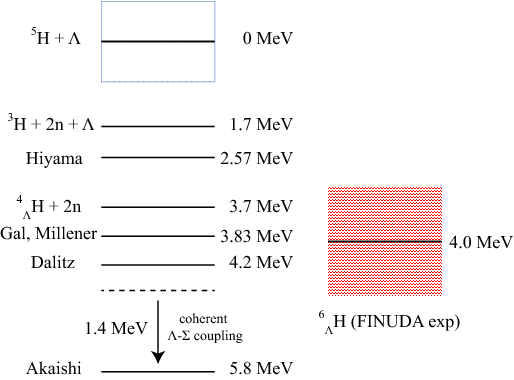 ⁵H + Λ 0 MeV
³H + 2n + Λ 1.7 MeV
Hiyama 2.57 MeV
⁴ΛH + 2n 3.7 MeV
Gal, Millener 3.83 MeV
4.0 MeV
Dalitz 4.2 MeV
1.4 MeV coherent
Λ-Σ coupling
⁶ΛH (FINUDA exp)
Akaishi 5.8 MeV